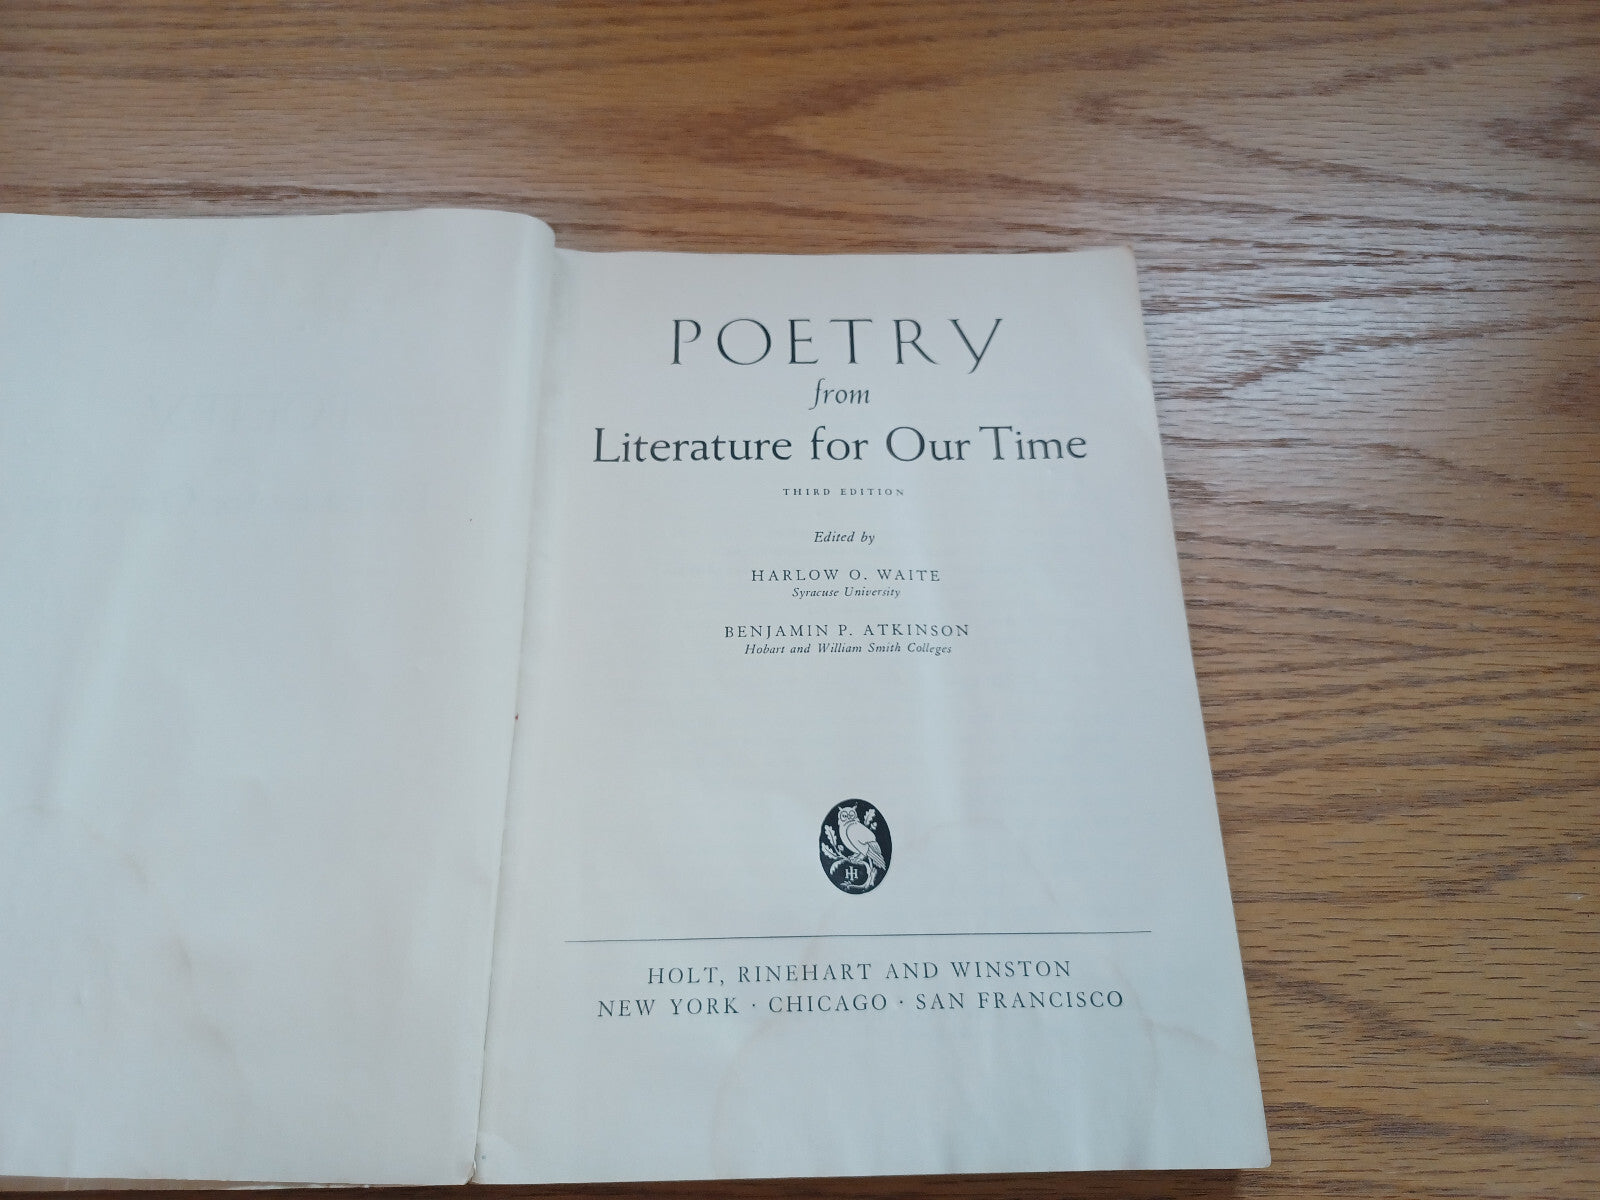 POETRY
from
Literature for Our Time
THIRD EDITION
Edited by
HARLOW O. WAITE
Syracuse University
BENJAMIN P. ATKINSON
Hobart and William Smith Colleges
HOLT, RINEHART AND WINSTON
NEW YORK · CHICAGO · SAN FRANCISCO